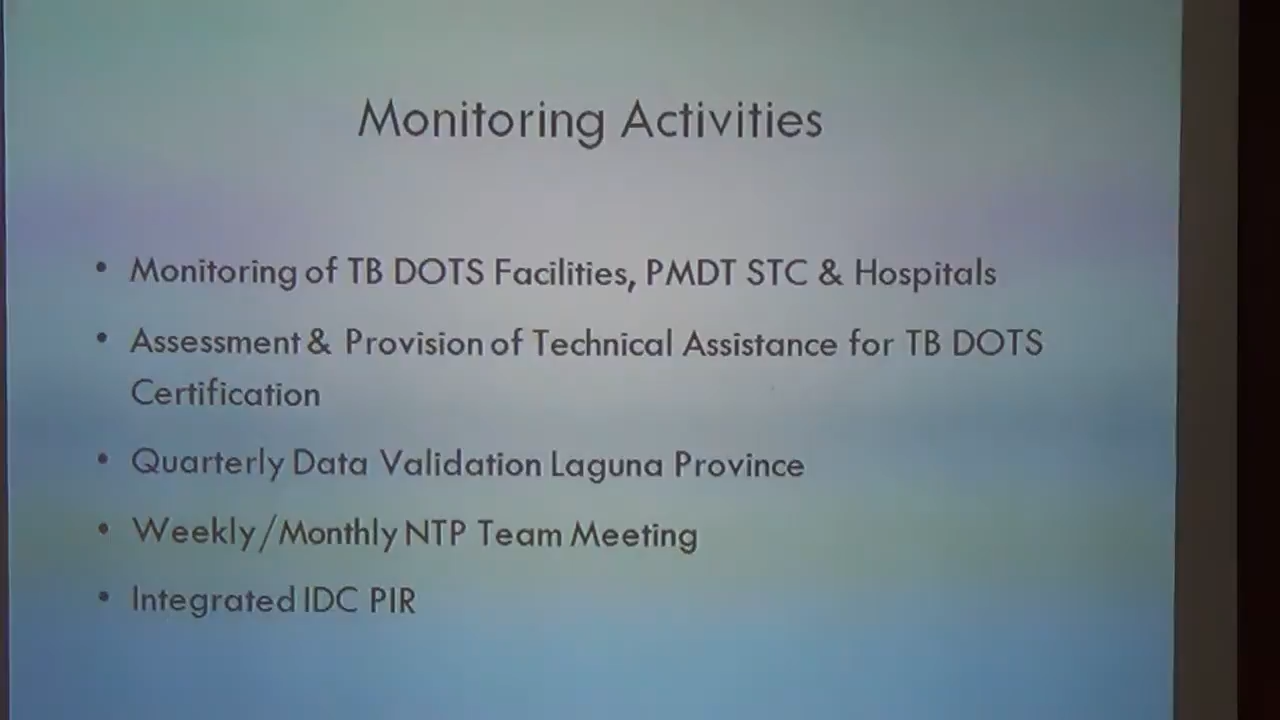 Monitoring Activities
• Monitoring of TB DOTS Facilities, PMDT STC & Hospitals
• Assessment & Provision of Technical Assistance for TB DOTS
Certification
• Quarterly Data Validation Laguna Province
• Weekly/Monthly NTP Team Meeting
• Integrated IDC PIR